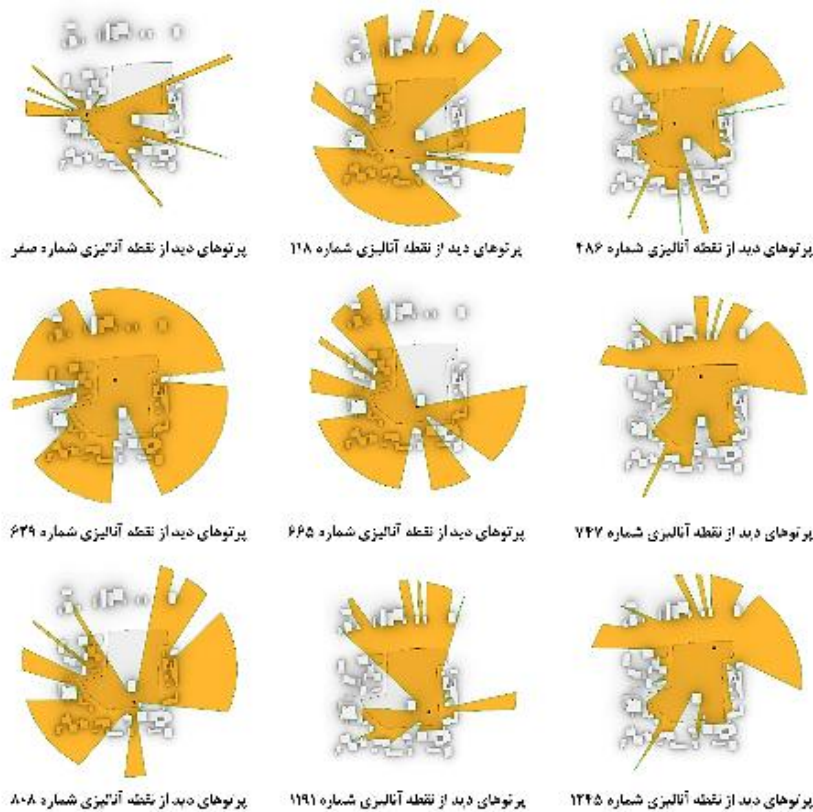 پرتوهای دید از نقطه آنالیزی شماره صفر
پرتوهای دید از نقطه آنالیزی شماره ۱۱۸
پرتوهای دید از نقطه آنالیزی شماره ۴۸۶
پرتوهای دید از نقطه آنالیزی شماره ۶۲۹
پرتوهای دید از نقطه آنالیزی شماره ۶۶۵
پرتوهای دید از نقطه آنالیزی شماره ۷۴۷
پرتوهای دید از نقطه آنالیزی شماره ۸۰۸
پرتوهای دید از نقطه آنالیزی شماره ۱۱۹۱
پرتوهای دید از نقطه آنالیزی شماره ۱۲۴۵